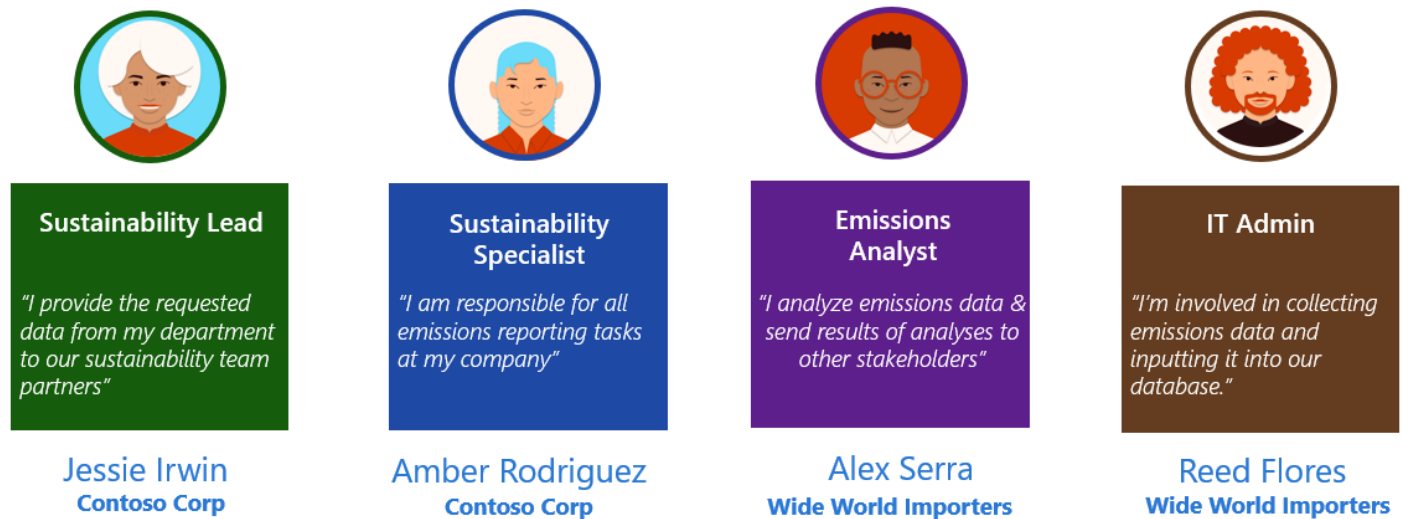 Sustainability Lead
“I provide the requested
data from my department
to our sustainability team
partners”
Jessie Irwin
Contoso Corp
Sustainability
Specialist
“I am responsible for all
emissions reporting tasks
at my company”
Amber Rodriguez
Contoso Corp
Emissions
Analyst
“I analyze emissions data &
send results of analyses to
other stakeholders”
Alex Serra
Wide World Importers
IT Admin
“I’m involved in collecting
emissions data and
inputting it into our
database.”
Reed Flores
Wide World Importers